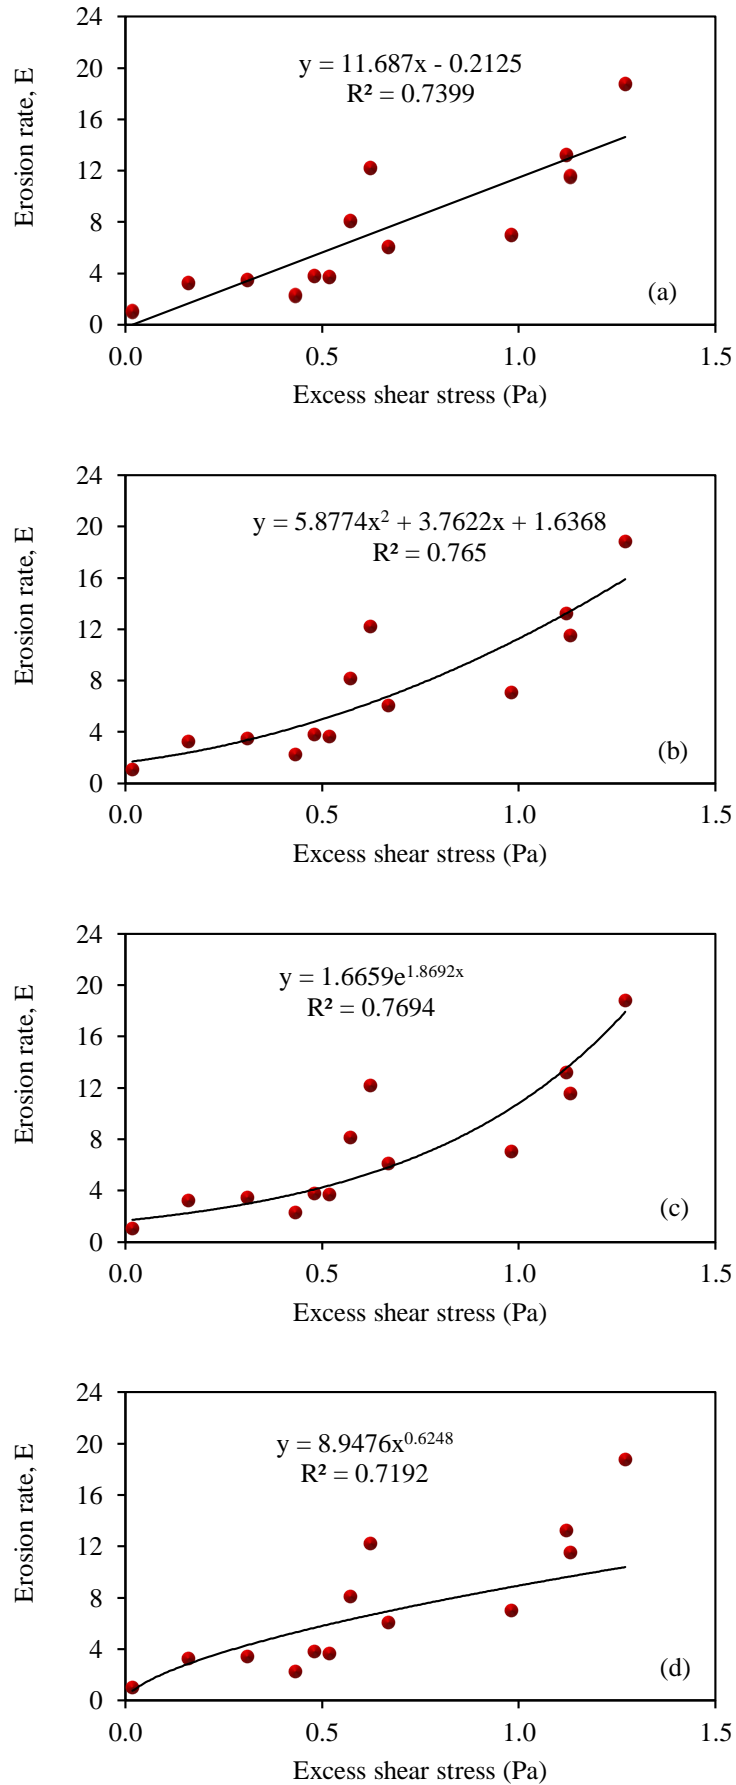 24
20
16
12
8
4
0
Erosion rate, E
y = 11.687x - 0.2125
R² = 0.7399
(a)
0.0 0.5 1.0 1.5
Excess shear stress (Pa)
24
20
16
12
8
4
0
Erosion rate, E
y = 5.8774x² + 3.7622x + 1.6368
R² = 0.765
(b)
0.0 0.5 1.0 1.5
Excess shear stress (Pa)
24
20
16
12
8
4
0
Erosion rate, E
y = 1.6659e^1.8692x
R² = 0.7694
(c)
0.0 0.5 1.0 1.5
Excess shear stress (Pa)
24
20
16
12
8
4
0
Erosion rate, E
y = 8.9476x^0.6248
R² = 0.7192
(d)
0.0 0.5 1.0 1.5
Excess shear stress (Pa)